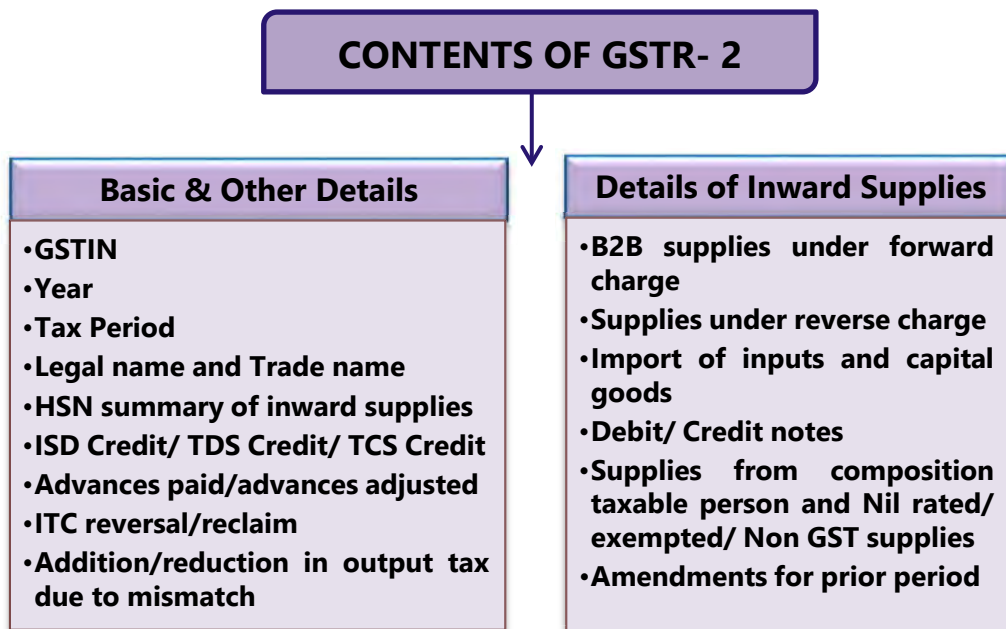 CONTENTS OF GSTR- 2
Basic & Other Details
•GSTIN
•Year
•Tax Period
•Legal name and Trade name
•HSN summary of inward supplies
•ISD Credit/ TDS Credit/ TCS Credit
•Advances paid/advances adjusted
•ITC reversal/reclaim
•Addition/reduction in output tax
due to mismatch
Details of Inward Supplies
•B2B supplies under forward
charge
•Supplies under reverse charge
•Import of inputs and capital
goods
•Debit/ Credit notes
•Supplies from composition
taxable person and Nil rated/
exempted/ Non GST supplies
•Amendments for prior period